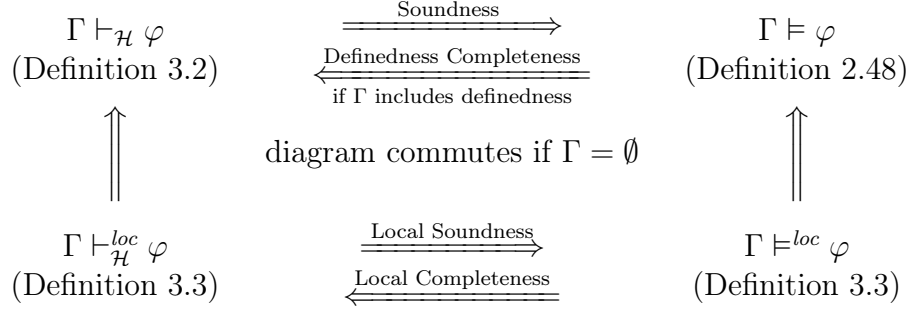 Γ ⊢_ℋ φ
Soundness
Γ ⊨ φ
(Definition 3.2)
Definedness Completeness
(Definition 2.48)
if Γ includes definedness
diagram commutes if Γ = ∅
Γ ⊢^{loc}_ℋ φ
Local Soundness
Γ ⊨^{loc} φ
(Definition 3.3)
Local Completeness
(Definition 3.3)